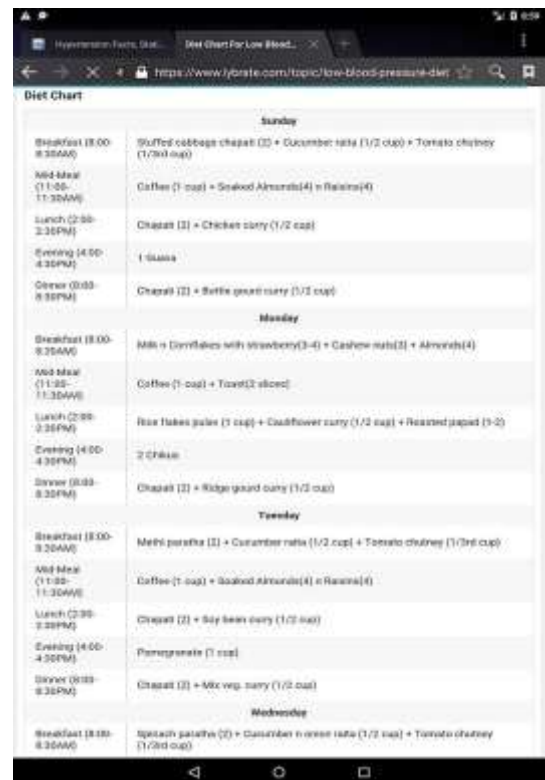 Hypertension Facts, Stat...
Diet Chart For Low Blood...
https://www.lybrate.com/topic/low-blood-pressure-diet
Diet Chart
Sunday
Breakfast (8:00-
8:30AM)
Stuffed cabbage chapati (2) + Cucumber raita (1/2 cup) + Tomato chutney
(1/3rd cup)
Mid-Meal
(11:00-
11:30AM)
Coffee (1 cup) + Soaked Almonds(4) n Raisins(4)
Lunch (2:00-
2:30PM)
Chapati (2) + Chicken curry (1/2 cup)
Evening (4:00-
4:30PM)
1 Guava
Dinner (8:00-
8:30PM)
Chapati (2) + Bottle gourd curry (1/2 cup)
Monday
Breakfast (8:00-
8:30AM)
Milk n Cornflakes with strawberry(3-4) + Cashew nuts(3) + Almonds(4)
Mid-Meal
(11:00-
11:30AM)
Coffee (1 cup) + Toast(2 slices)
Lunch (2:00-
2:30PM)
Rice flakes pulav (1 cup) + Cauliflower curry (1/2 cup) + Roasted papad (1-2)
Evening (4:00-
4:30PM)
2 Chikus
Dinner (8:00-
8:30PM)
Chapati (2) + Ridge gourd curry (1/2 cup)
Tuesday
Breakfast (8:00-
8:30AM)
Methi paratha (2) + Cucumber raita (1/2 cup) + Tomato chutney (1/3rd cup)
Mid-Meal
(11:00-
11:30AM)
Coffee (1 cup) + Soaked Almonds(4) n Raisins(4)
Lunch (2:00-
2:30PM)
Chapati (2) + Soy bean curry (1/2 cup)
Evening (4:00-
4:30PM)
Pomegranate (1 cup)
Dinner (8:00-
8:30PM)
Chapati (2) + Mix veg. curry (1/2 cup)
Wednesday
Breakfast (8:00-
8:30AM)
Spinach paratha (2) + Cucumber n onion raita (1/2 cup) + Tomato chutney
(1/3rd cup)